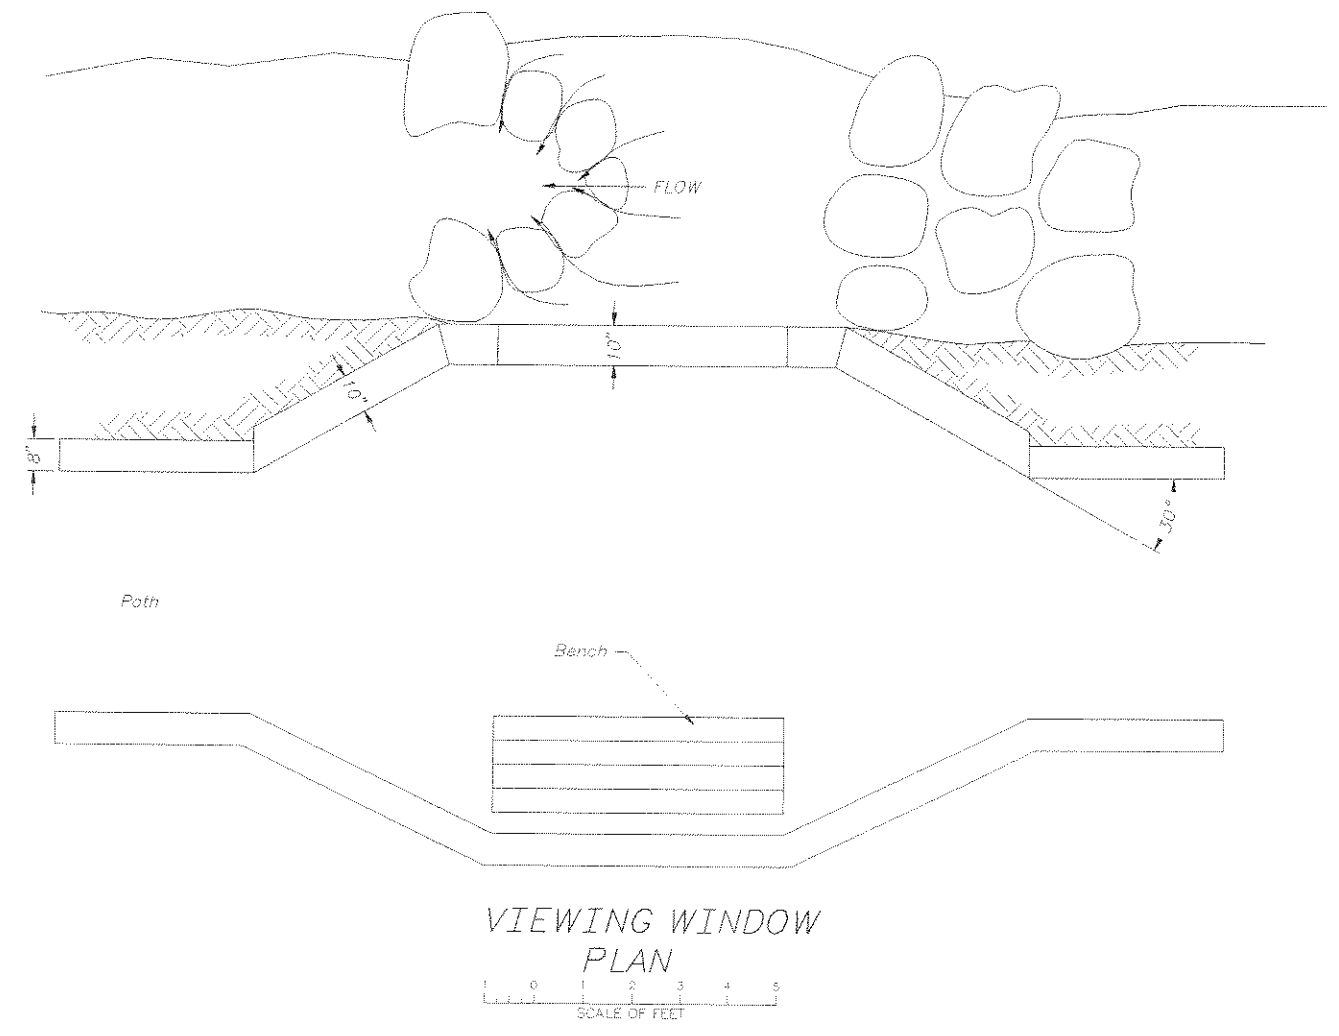 FLOW
10"
10"
8"
30°
Path
Bench
VIEWING WINDOW
PLAN
1 0 1 2 3 4 5
SCALE OF FEET